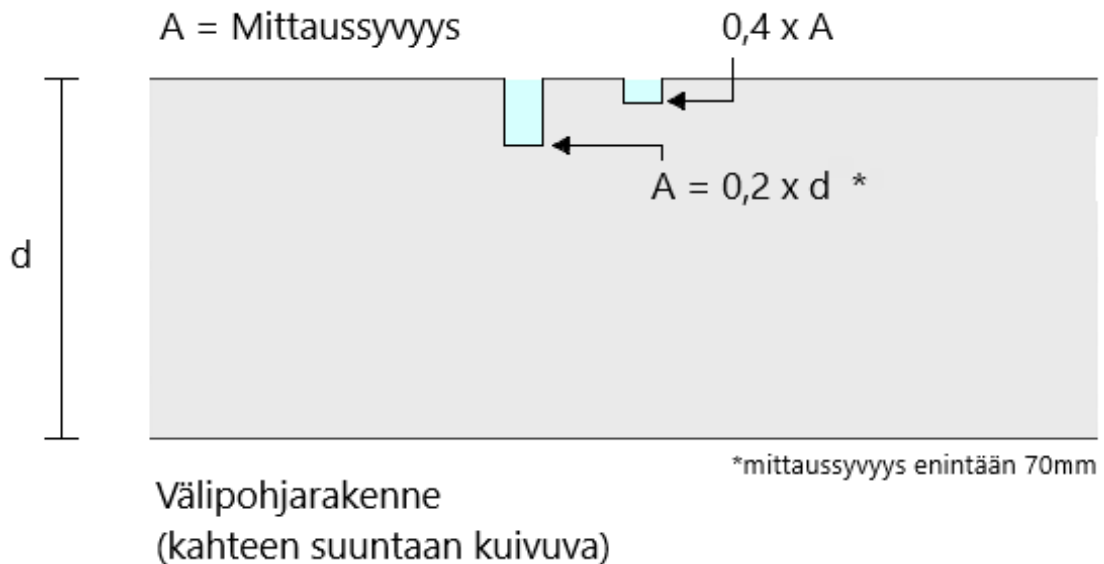 A = Mittaussyvyys
0,4 x A
A = 0,2 x d *
d
*mittaussyvyys enintään 70mm
Välipohjarakenne
(kahteen suuntaan kuivuva)